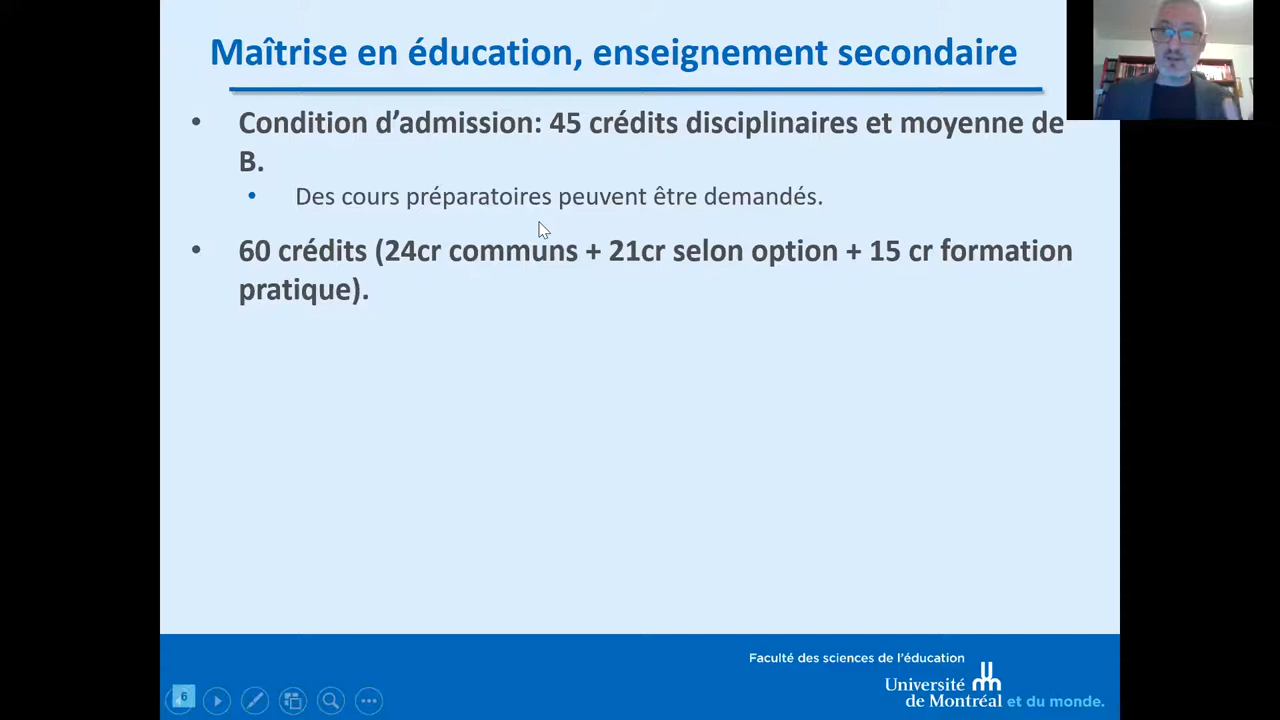 Maîtrise en éducation, enseignement secondaire
• Condition d’admission: 45 crédits disciplinaires et moyenne de
B.
• Des cours préparatoires peuvent être demandés.
• 60 crédits (24cr communs + 21cr selon option + 15 cr formation
pratique).
Faculté des sciences de l’éducation
Université
de Montréal et du monde.
6